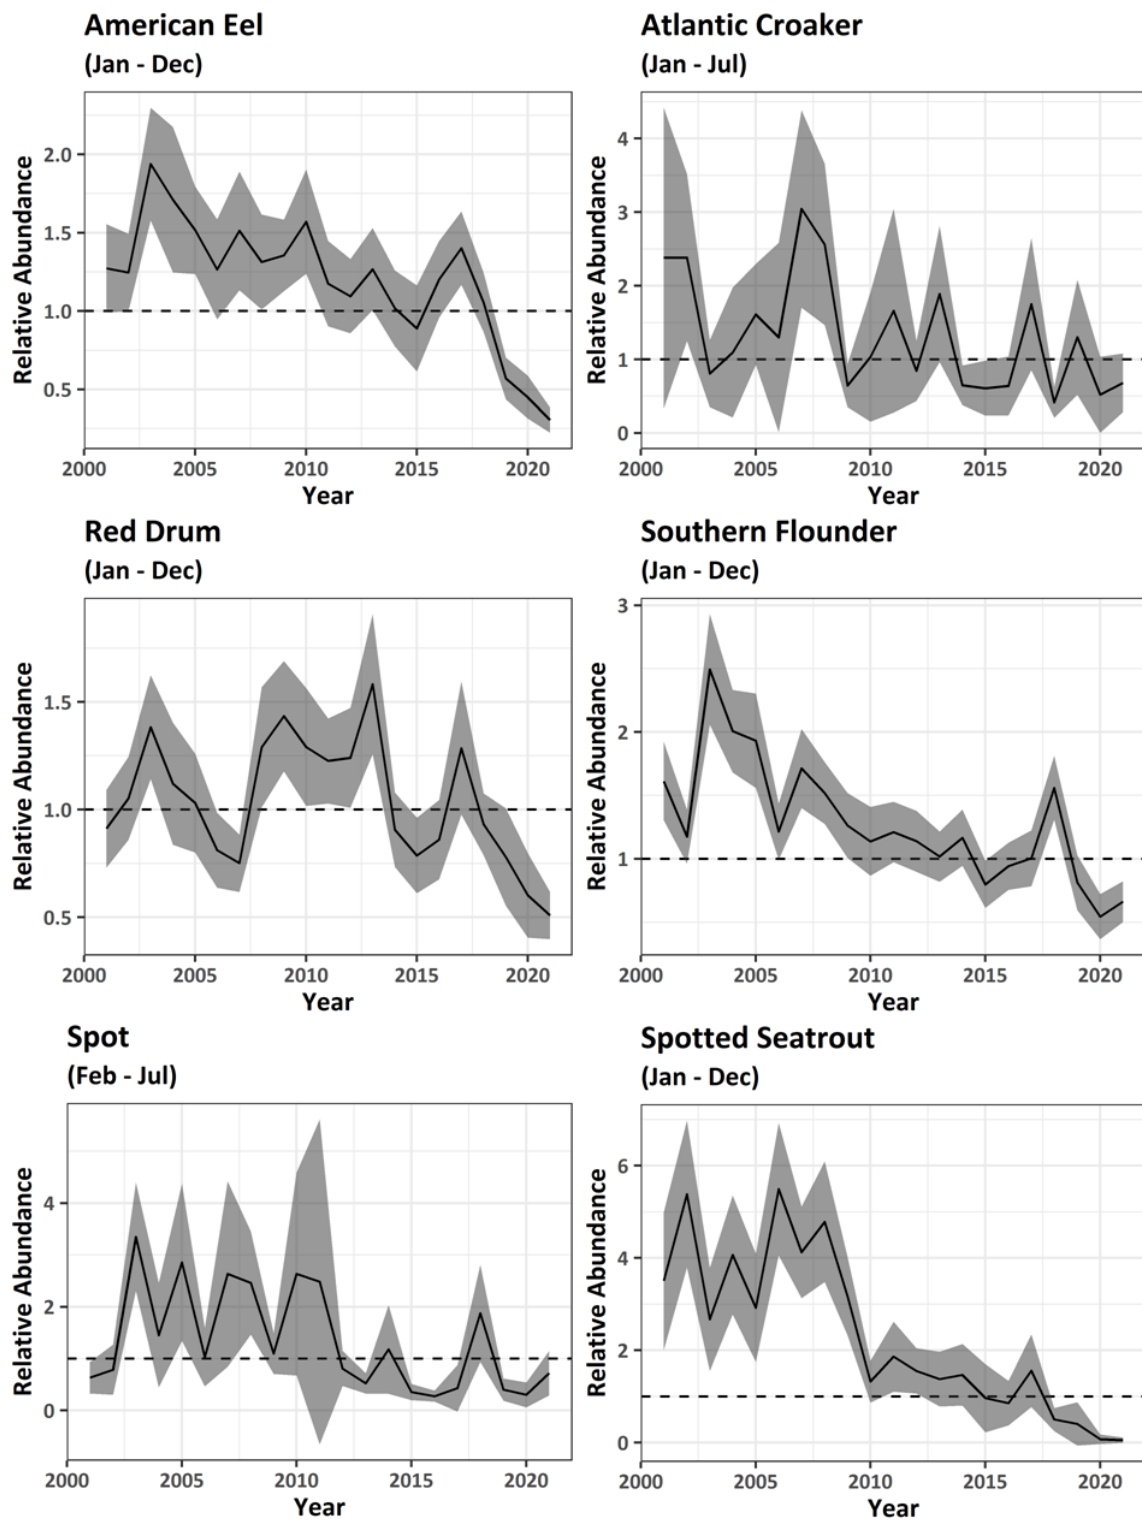 American Eel
(Jan - Dec)
Relative Abundance
2.0
1.5
1.0
0.5
2000 2005 2010 2015 2020
Year
Atlantic Croaker
(Jan - Jul)
Relative Abundance
4
3
2
1
0
2000 2005 2010 2015 2020
Year
Red Drum
(Jan - Dec)
Relative Abundance
1.5
1.0
0.5
2000 2005 2010 2015 2020
Year
Southern Flounder
(Jan - Dec)
Relative Abundance
3
2
1
2000 2005 2010 2015 2020
Year
Spot
(Feb - Jul)
Relative Abundance
4
2
0
2000 2005 2010 2015 2020
Year
Spotted Seatrout
(Jan - Dec)
Relative Abundance
6
4
2
0
2000 2005 2010 2015 2020
Year